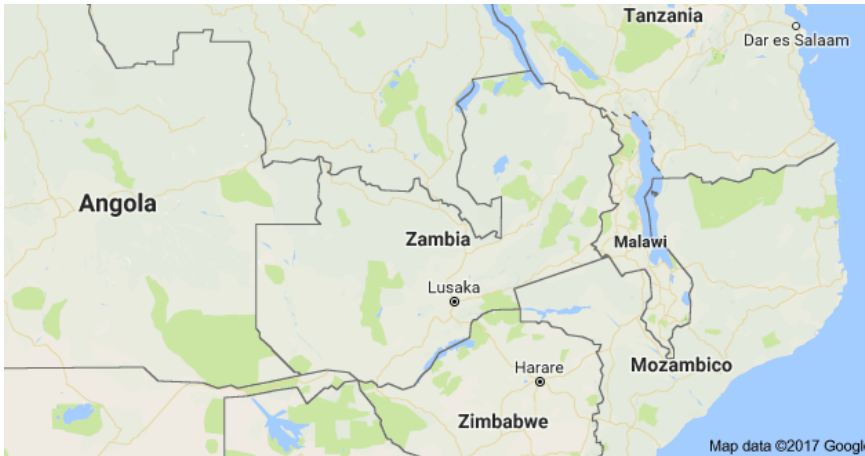 Tanzania
Dar es Salaam
Angola
Zambia
Malawi
Lusaka
Mozambico
Harare
Zimbabwe
Map data ©2017 Google